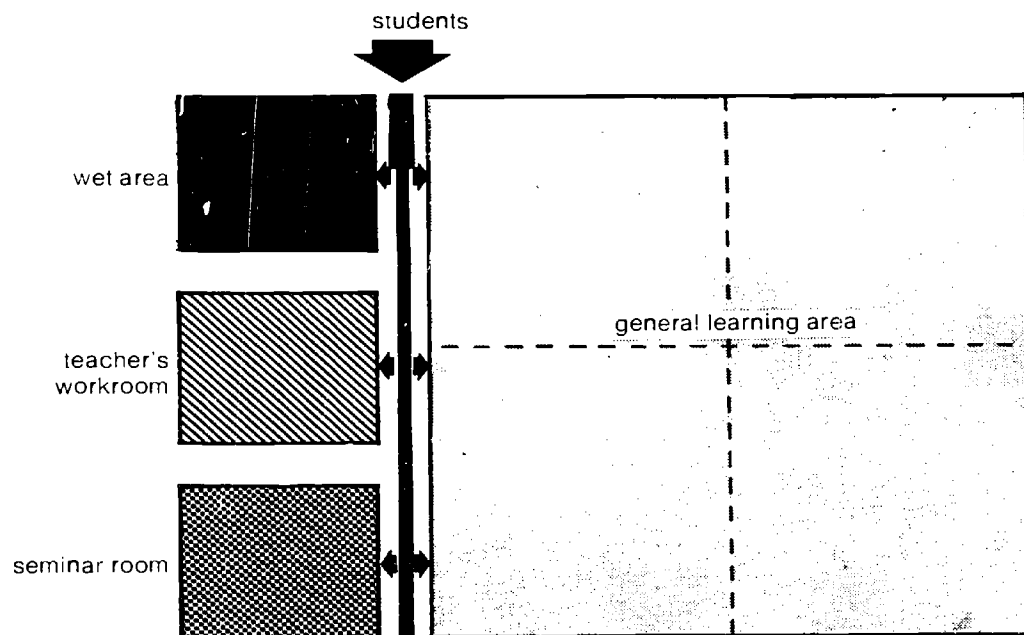 students
wet area
general learning area
teacher's
workroom
seminar room